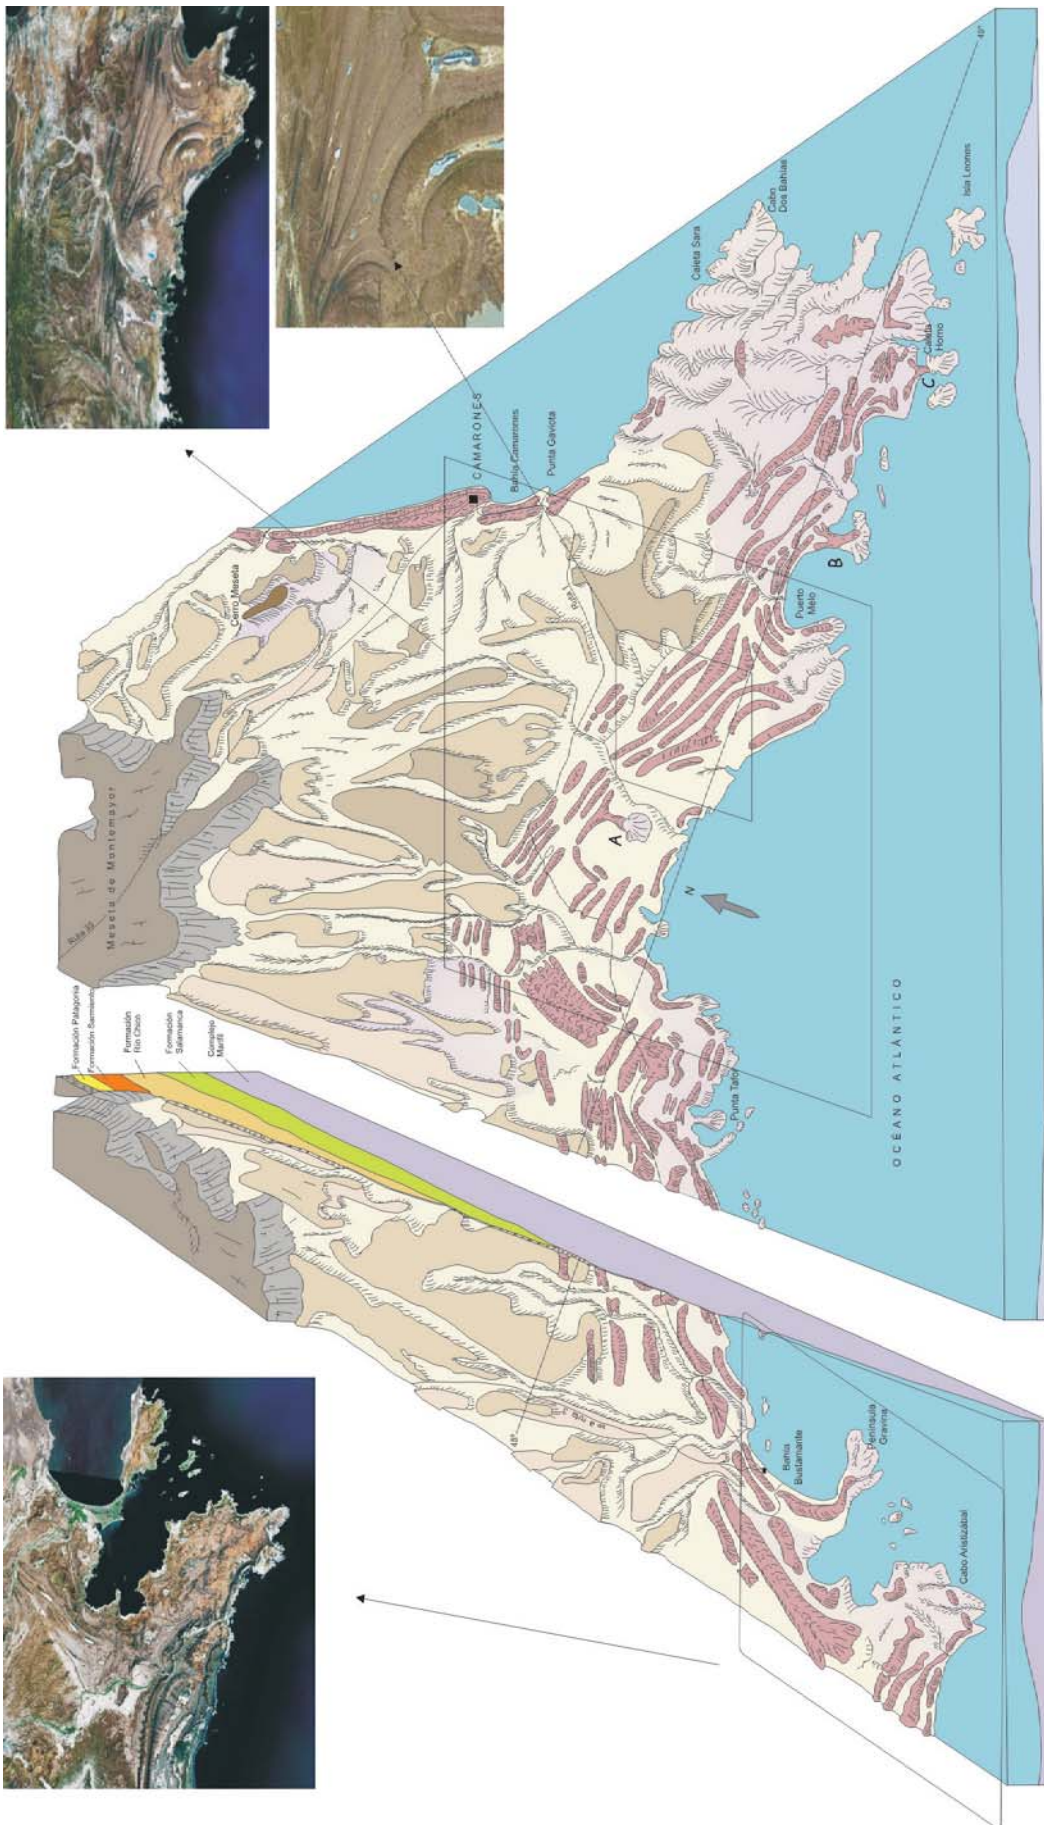 Meseta de Montemayor
Ruta 30
Formación Patagonia
Formación Sarmiento
Formación
Río Chico
Formación
Salamanca
Complejo
Marifil
Cerro Meseta
CAMARONES
Bahía Camarones
Punta Gaviota
Caleta Sara
Cabo
Dos Bahías
Isla Leones
Caleta
Horno
C
B
Puerto
Melo
A
N
Punta Tafor
OCÉANO ATLÁNTICO
Bahía
Bustamante
Península
Gravina
Cabo Aristizábal